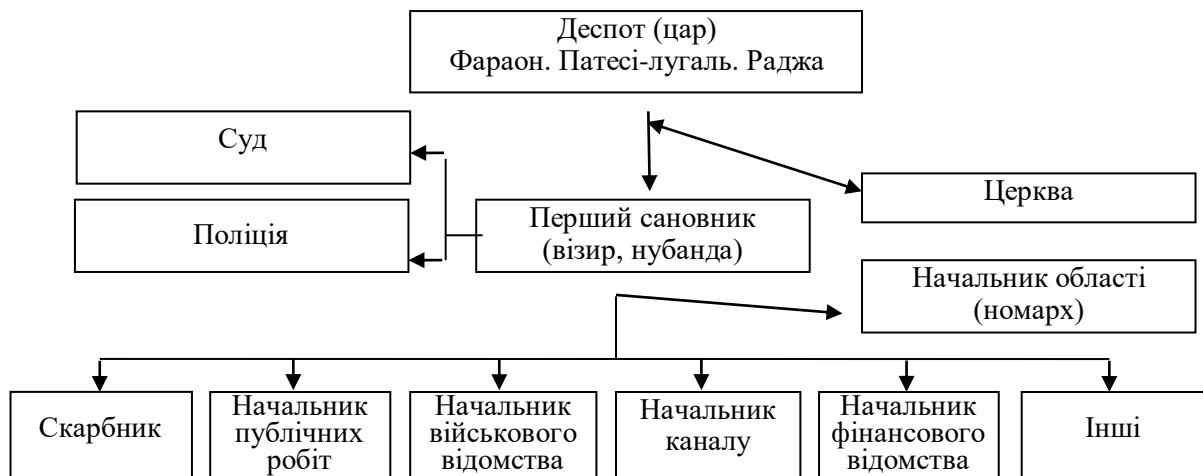 Деспот (цар)
Фараон. Патесі-лугаль. Раджа
Суд
Церква
Поліція
Перший сановник
(візир, нубанда)
Начальник області
(номарх)
Скарбник
Начальник
публічних
робіт
Начальник
військового
відомства
Начальник
каналу
Начальник
фінансового
відомства
Інші